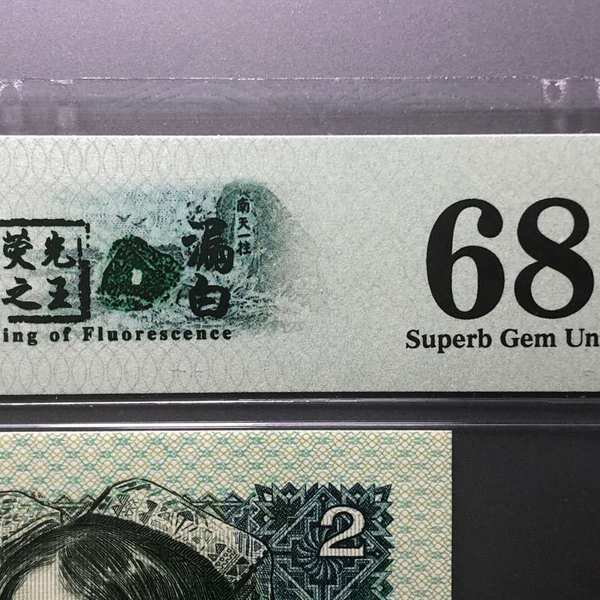 荧光
之王
漏白
南天一柱
ing of Fluorescence
68
Superb Gem Un
2